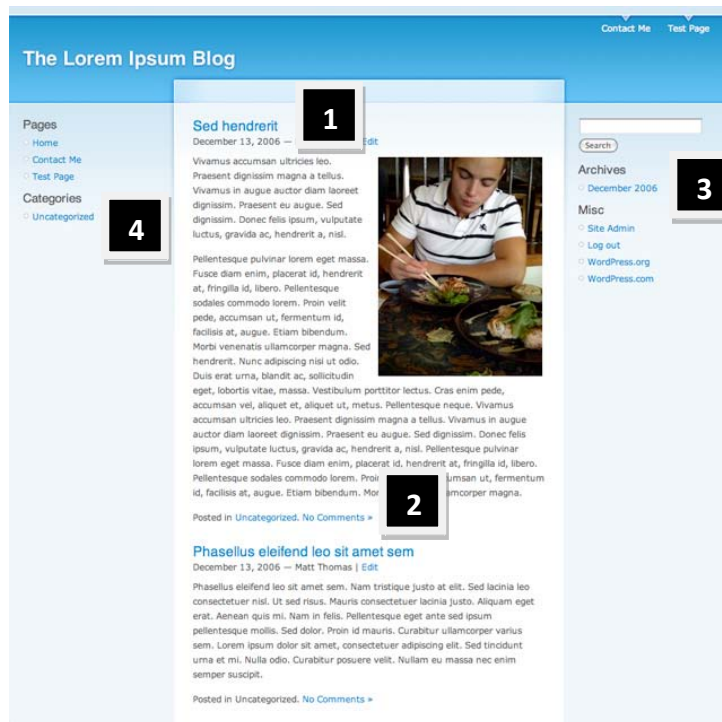 Contact Me Test Page
The Lorem Ipsum Blog
Pages
Home
Contact Me
Test Page
Categories
Uncategorized
4
1
Sed hendrerit
December 13, 2006 — Edit
Vivamus accumsan ultricies leo.
Praesent dignissim magna a tellus.
Vivamus in augue auctor diam laoreet
dignissim. Praesent eu augue. Sed
dignissim. Donec felis ipsum, vulputate
luctus, gravida ac, hendrerit a, nisl.
Pellentesque pulvinar lorem eget massa.
Fusce diam enim, placerat id, hendrerit
at, fringilla id, libero. Pellentesque
sodales commodo lorem. Proin velit
pede, accumsan ut, fermentum id,
facilisis at, augue. Etiam bibendum.
Morbi venenatis ullamcorper magna. Sed
hendrerit. Nunc adipiscing nisi ut odio.
Duis erat urna, blandit ac, sollicitudin
eget, lobortis vitae, massa. Vestibulum porttitor lectus. Cras enim pede,
accumsan vel, aliquet et, aliquet ut, metus. Pellentesque neque. Vivamus
accumsan ultricies leo. Praesent dignissim magna a tellus. Vivamus in augue
auctor diam laoreet dignissim. Praesent eu augue. Sed dignissim. Donec felis
ipsum, vulputate luctus, gravida ac, hendrerit a, nisl. Pellentesque pulvinar
lorem eget massa. Fusce diam enim, placerat id, hendrerit at, fringilla id, libero.
Pellentesque sodales commodo lorem. ut, fermentum
id, facilisis at, augue. Etiam bibendum. magna.
2
Posted in Uncategorized. No Comments »
Phasellus eleifend leo sit amet sem
December 13, 2006 — Matt Thomas | Edit
Phasellus eleifend leo sit amet sem. Nam tristique justo at elit. Sed lacinia leo
consectetuer nisl. Ut sed risus. Mauris consectetuer lacinia justo. Aliquam eget
erat. Aenean quis mi. Nam in felis. Pellentesque eget ante sed ipsum
pellentesque mollis. Sed dolor. Proin id mauris. Curabitur ullamcorper varius
sem. Lorem ipsum dolor sit amet, consectetuer adipiscing elit. Sed tincidunt
urna et mi. Nulla odio. Curabitur posuere velit. Nullam eu massa nec enim
semper suscipit.
Posted in Uncategorized. No Comments »
Search
Archives
December 2006
3
Misc
Site Admin
Log out
WordPress.org
WordPress.com